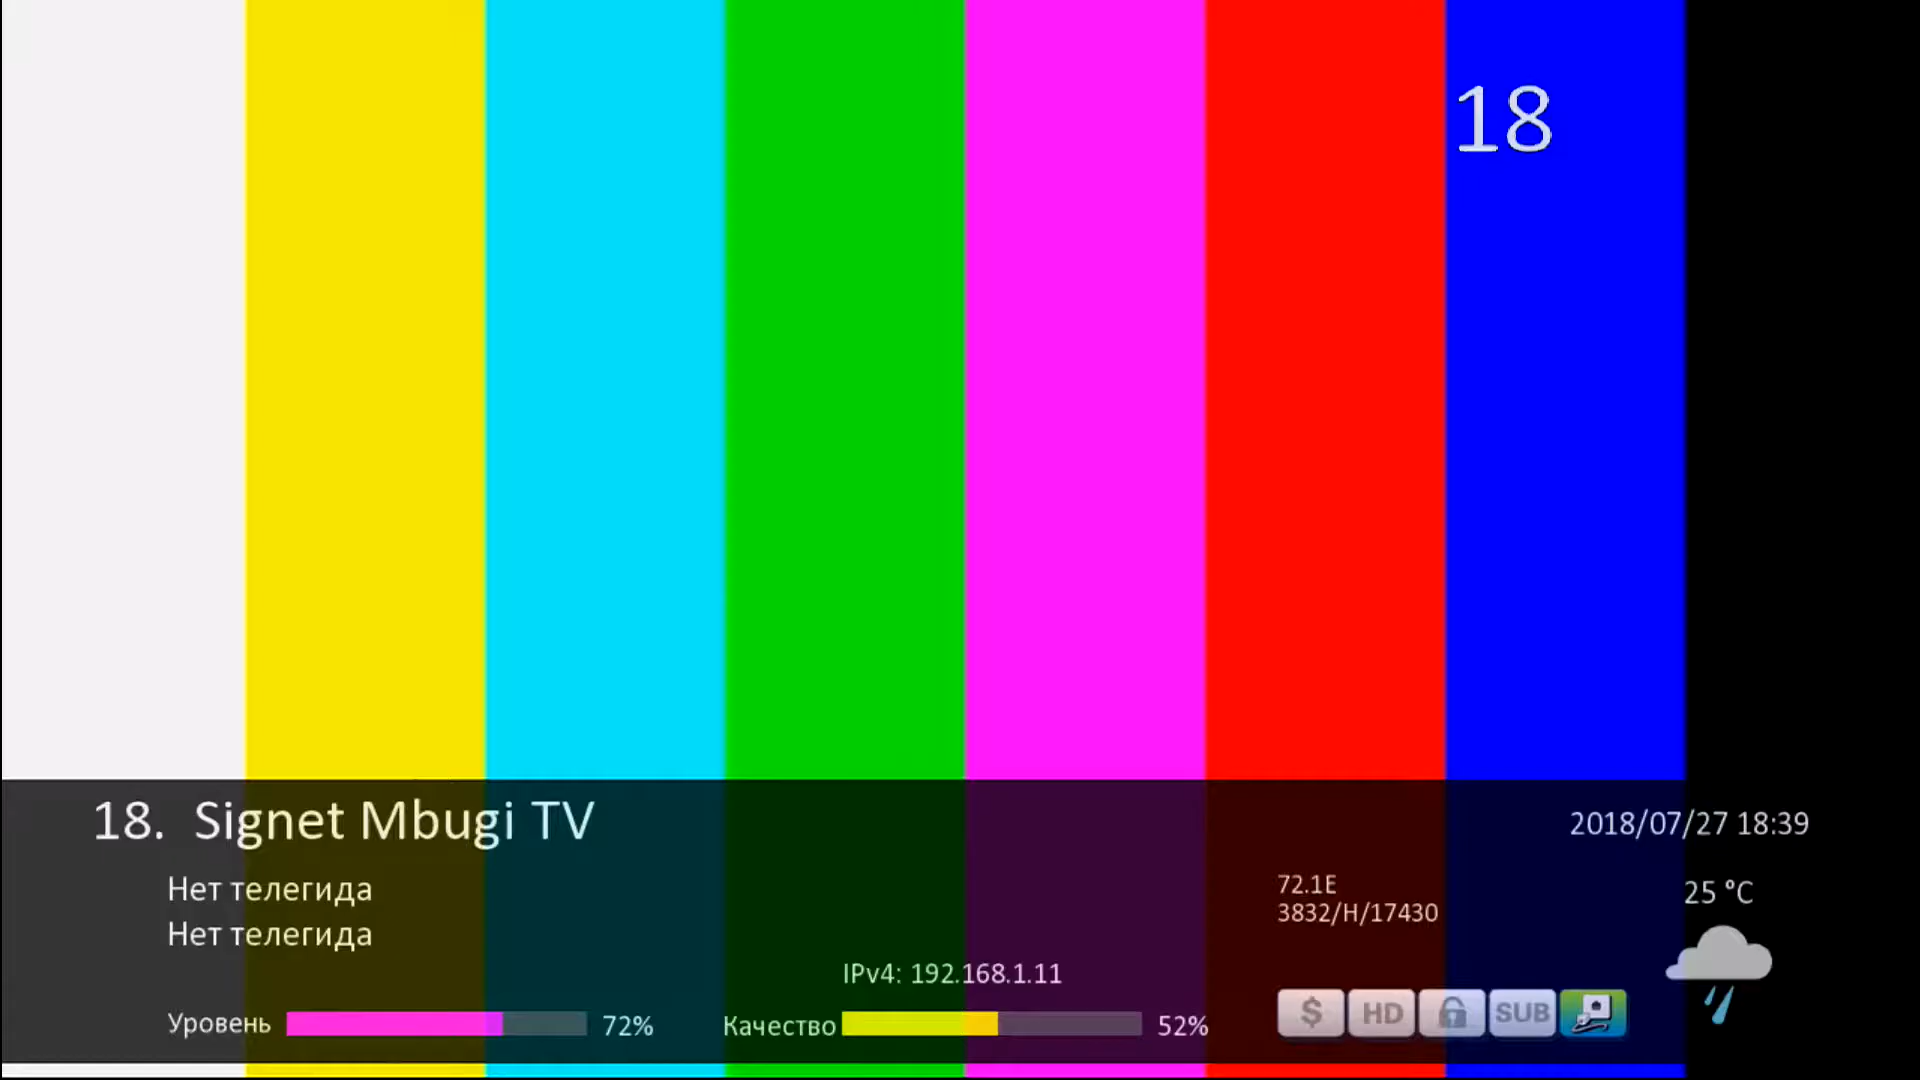 18
18. Signet Mbugi TV
2018/07/27 18:39
Нет телегида
Нет телегида
72.1E
3832/H/17430
25 °C
IPv4: 192.168.1.11
Уровень 72%
Качество 52%
$ HD SUB